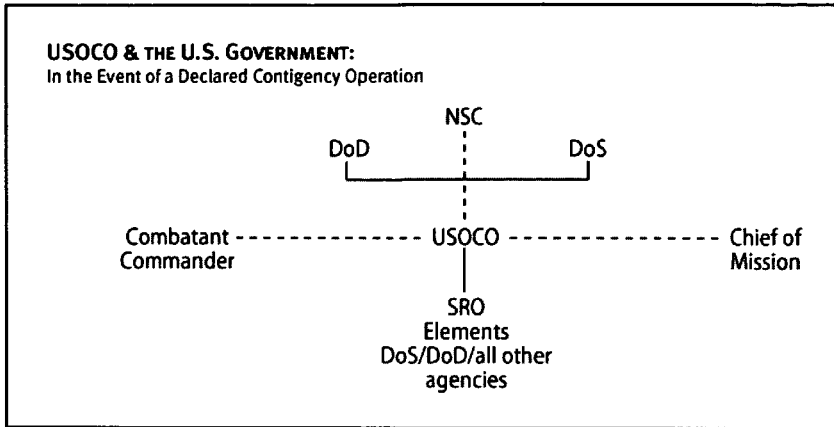 USOCO & THE U.S. GOVERNMENT:
In the Event of a Declared Contigency Operation
NSC
DoD DoS
Combatant Commander USOCO Chief of Mission
SRO
Elements
DoS/DoD/all other
agencies